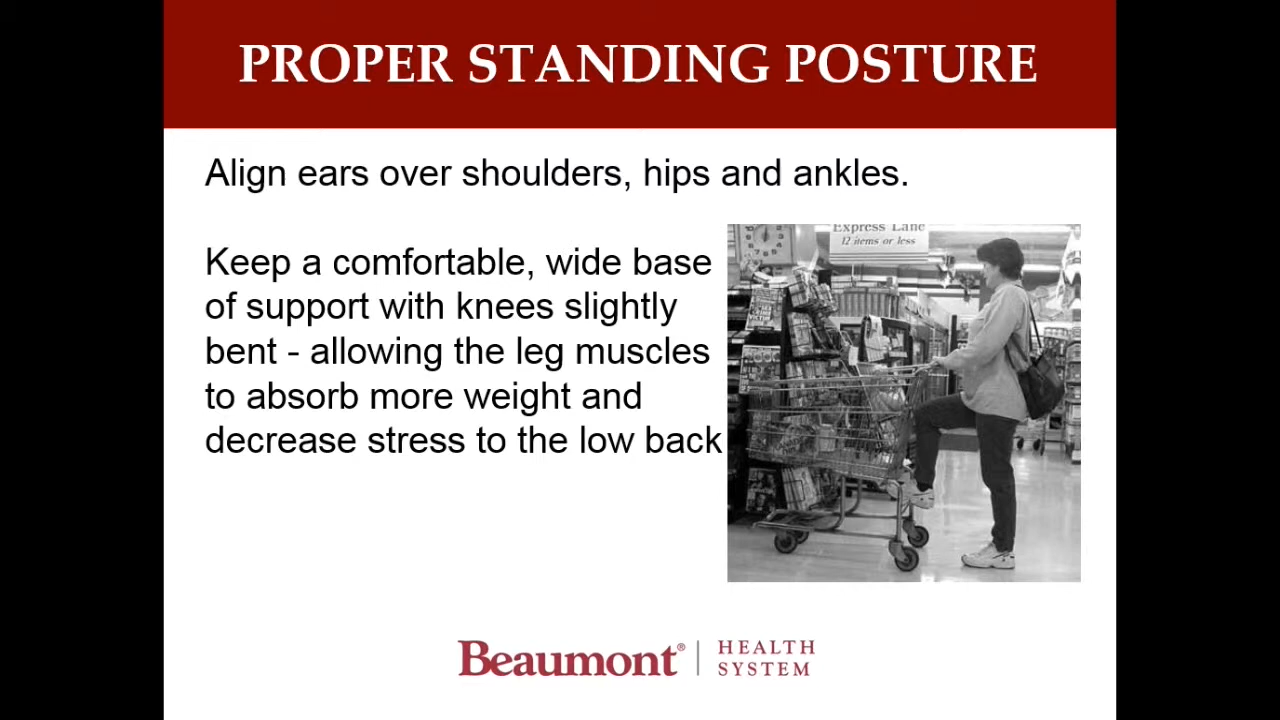 PROPER STANDING POSTURE
Align ears over shoulders, hips and ankles.
Keep a comfortable, wide base
of support with knees slightly
bent - allowing the leg muscles
to absorb more weight and
decrease stress to the low back
Express Lane
12 items or less
Beaumont® | HEALTH
SYSTEM